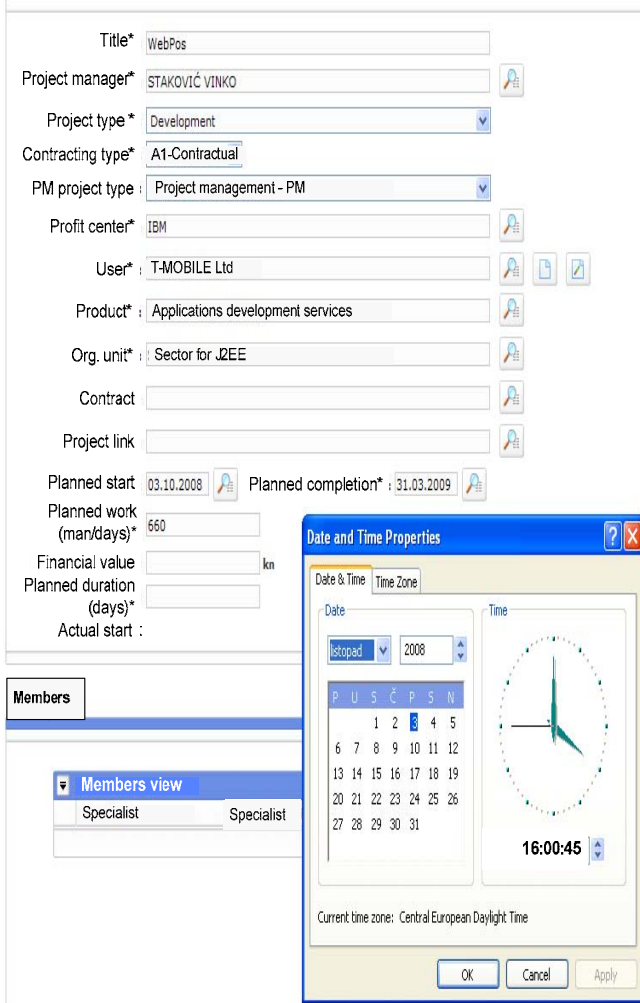 Title* WebPos
Project manager* STAKOVIĆ VINKO
Project type * Development
Contracting type* A1-Contractual
PM project type : Project management - PM
Profit center* IBM
User* : T-MOBILE Ltd
Product* : Applications development services
Org. unit* : Sector for J2EE
Contract
Project link
Planned start 03.10.2008 Planned completion* : 31.03.2009
Planned work
(man/days)* 660
Financial value kn
Planned duration
(days)*
Actual start :
Members
Members view
Specialist Specialist
Date and Time Properties
Date & Time Time Zone
Date
listopad 2008
P U S Č P S N
1 2 3 4 5
6 7 8 9 10 11 12
13 14 15 16 17 18 19
20 21 22 23 24 25 26
27 28 29 30 31
Time
16:00:45
Current time zone: Central European Daylight Time
OK Cancel Apply